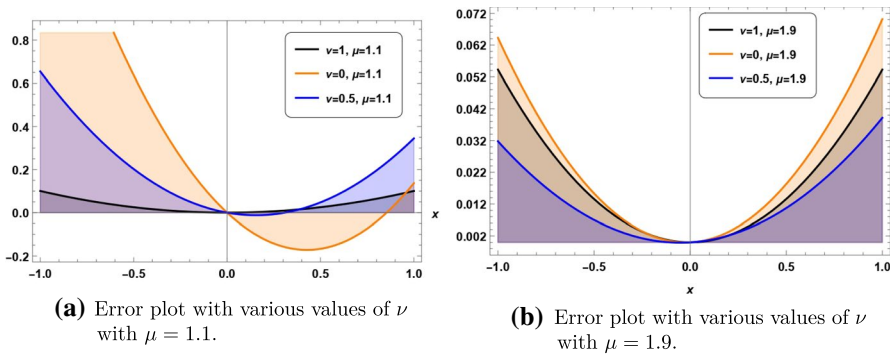 0.8
0.6
0.4
0.2
0.0
-0.2
-1.0 -0.5 0.0 0.5 1.0
x
ν=1, μ=1.1
ν=0, μ=1.1
ν=0.5, μ=1.1
(a) Error plot with various values of ν
with μ = 1.1.
0.072
0.062
0.052
0.042
0.032
0.022
0.012
0.002
-1.0 -0.5 0.0 0.5 1.0
x
ν=1, μ=1.9
ν=0, μ=1.9
ν=0.5, μ=1.9
(b) Error plot with various values of ν
with μ = 1.9.